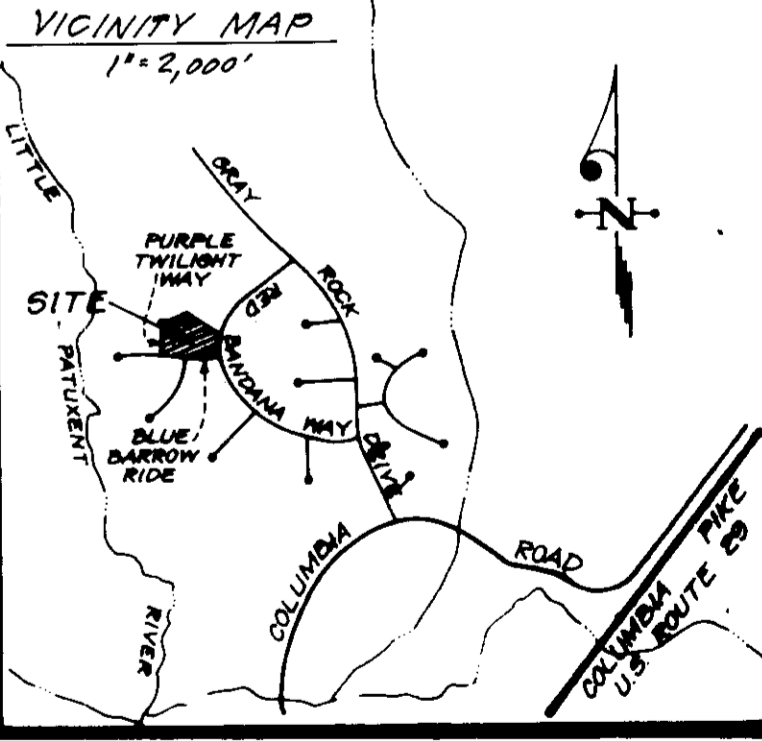 VICINITY MAP
1" = 2,000'
LITTLE
PATUXENT
RIVER
GRAY
ROCK
DRIVE
PURPLE
TWILIGHT
WAY
SITE
RED
BANDANA
WAY
BLUE
BARROW
RIDE
N
COLUMBIA
ROAD
COLUMBIA PIKE
U.S. ROUTE 29